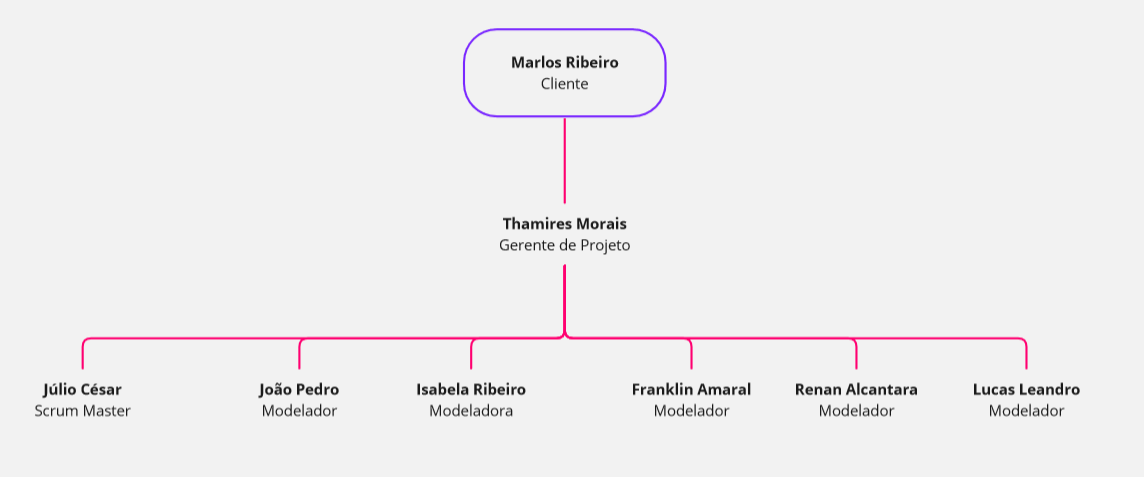 Marlos Ribeiro
Cliente
Thamires Morais
Gerente de Projeto
Júlio César
Scrum Master
João Pedro
Modelador
Isabela Ribeiro
Modeladora
Franklin Amaral
Modelador
Renan Alcantara
Modelador
Lucas Leandro
Modelador